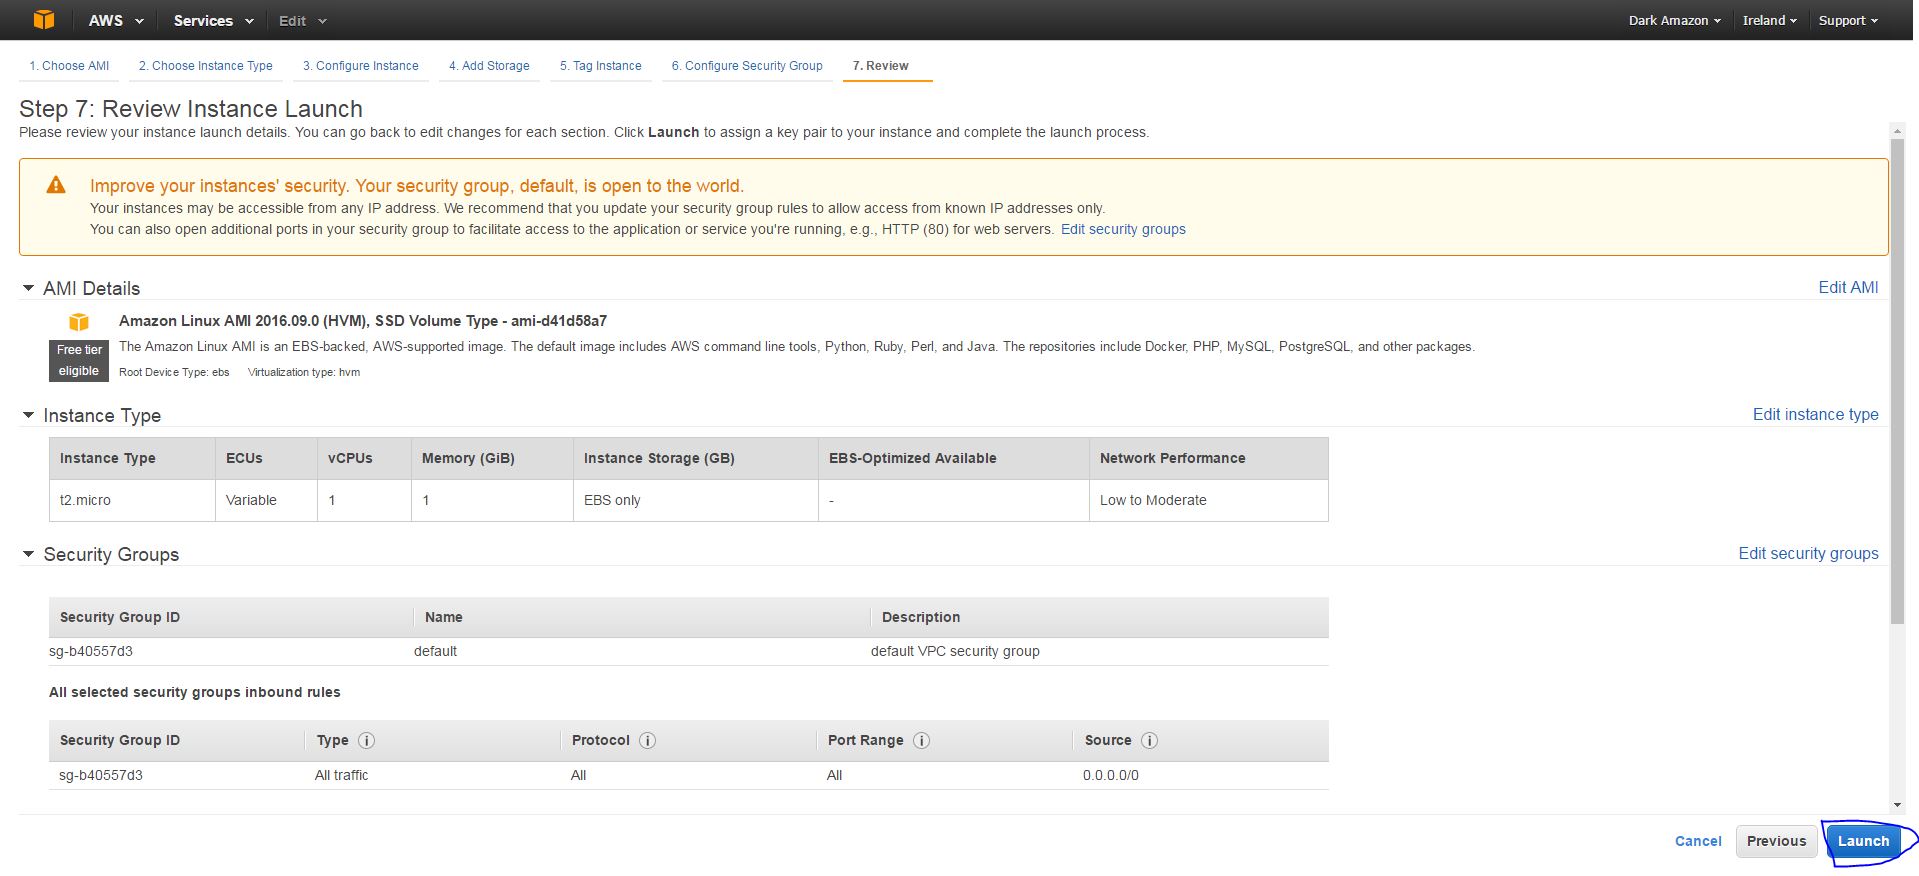 AWS Services Edit Dark Amazon Ireland Support
1. Choose AMI 2. Choose Instance Type 3. Configure Instance 4. Add Storage 5. Tag Instance 6. Configure Security Group 7. Review
Step 7: Review Instance Launch
Please review your instance launch details. You can go back to edit changes for each section. Click Launch to assign a key pair to your instance and complete the launch process.
Improve your instances' security. Your security group, default, is open to the world.
Your instances may be accessible from any IP address. We recommend that you update your security group rules to allow access from known IP addresses only.
You can also open additional ports in your security group to facilitate access to the application or service you're running, e.g., HTTP (80) for web servers. Edit security groups
AMI Details Edit AMI
Amazon Linux AMI 2016.09.0 (HVM), SSD Volume Type - ami-d41d58a7
Free tier eligible
The Amazon Linux AMI is an EBS-backed, AWS-supported image. The default image includes AWS command line tools, Python, Ruby, Perl, and Java. The repositories include Docker, PHP, MySQL, PostgreSQL, and other packages.
Root Device Type: ebs Virtualization type: hvm
Instance Type Edit instance type
Instance Type ECUs vCPUs Memory (GiB) Instance Storage (GB) EBS-Optimized Available Network Performance
t2.micro Variable 1 1 EBS only - Low to Moderate
Security Groups Edit security groups
Security Group ID Name Description
sg-b40557d3 default default VPC security group
All selected security groups inbound rules
Security Group ID Type Protocol Port Range Source
sg-b40557d3 All traffic All All 0.0.0.0/0
Cancel Previous Launch